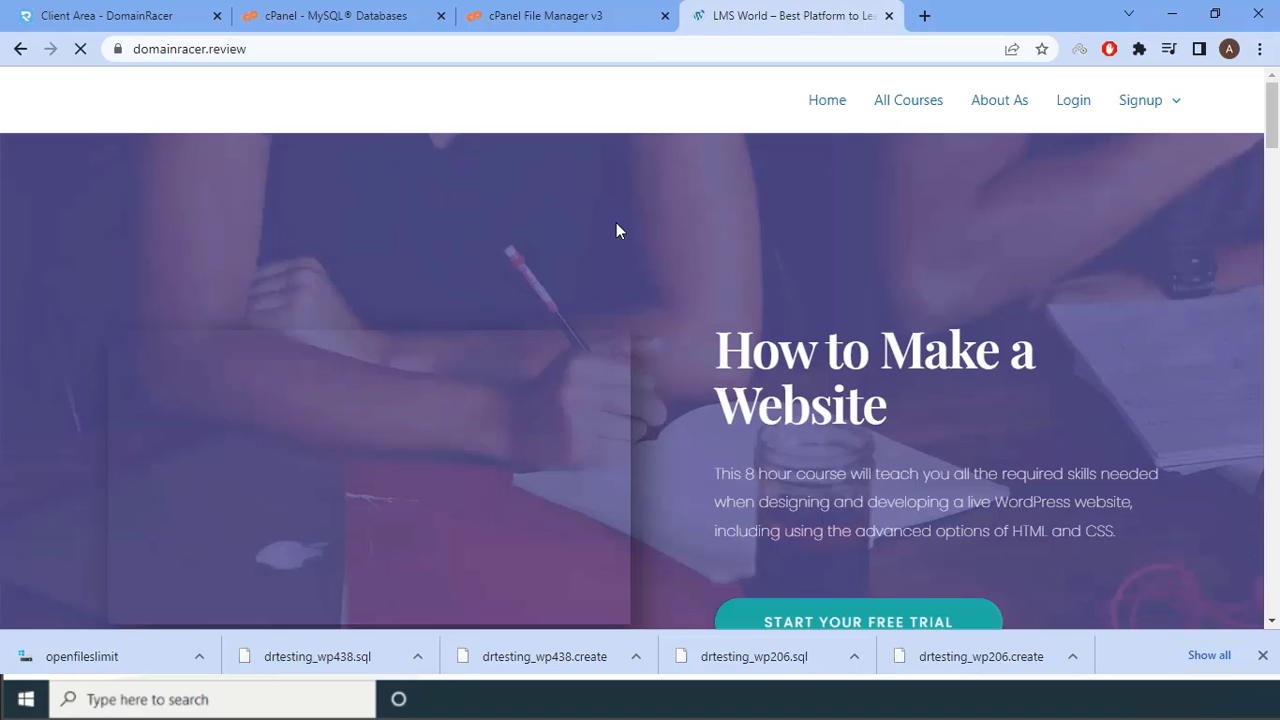 Client Area - DomainRacer
cPanel - MySQL® Databases
cPanel File Manager v3
LMS World – Best Platform to Le
domainracer.review
A
Home
All Courses
About As
Login
Signup
How to Make a
Website
This 8 hour course will teach you all the required skills needed
when designing and developing a live WordPress website,
including using the advanced options of HTML and CSS.
START YOUR FREE TRIAL
openfileslimit
drtesting_wp438.sql
drtesting_wp438.create
drtesting_wp206.sql
drtesting_wp206.create
Show all
Type here to search